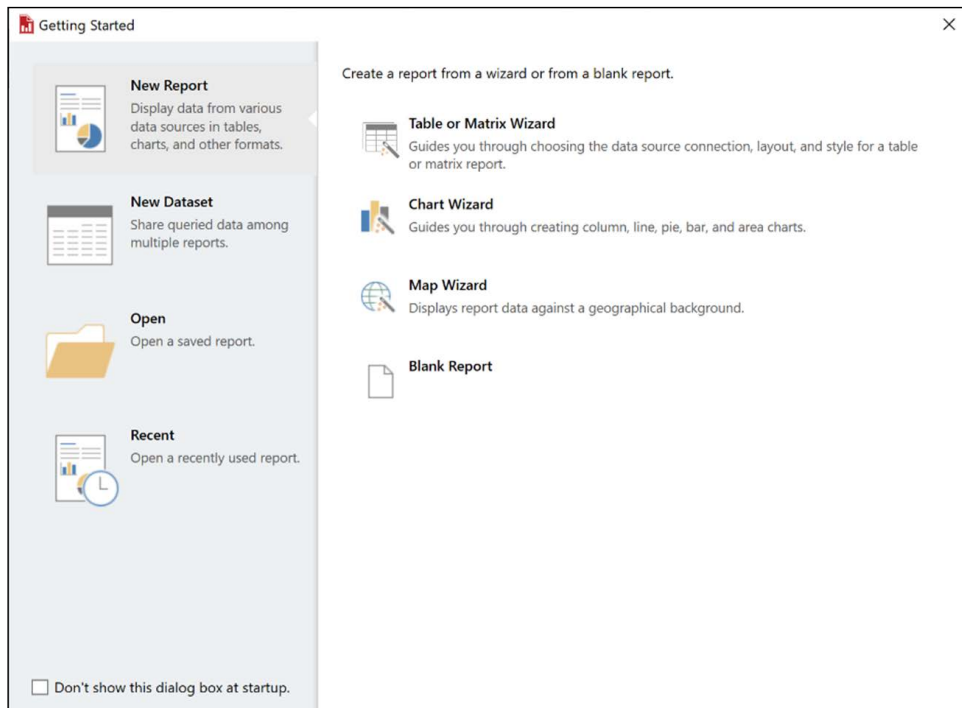 Getting Started
New Report
Display data from various
data sources in tables,
charts, and other formats.
New Dataset
Share queried data among
multiple reports.
Open
Open a saved report.
Recent
Open a recently used report.
Don't show this dialog box at startup.
Create a report from a wizard or from a blank report.
Table or Matrix Wizard
Guides you through choosing the data source connection, layout, and style for a table
or matrix report.
Chart Wizard
Guides you through creating column, line, pie, bar, and area charts.
Map Wizard
Displays report data against a geographical background.
Blank Report